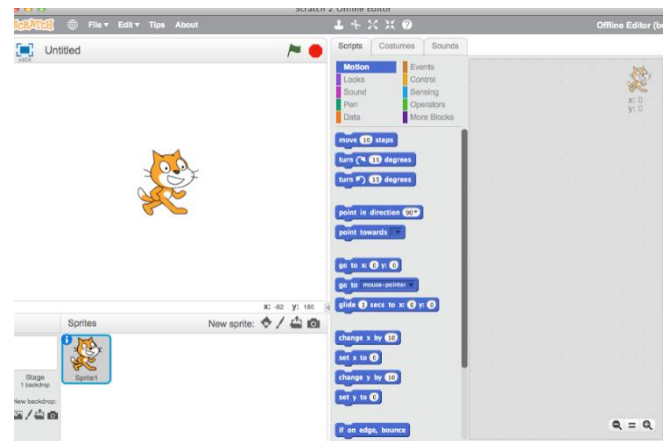 Scratch 2 Offline Editor
SCRATCH File Edit Tips About Offline Editor (be
Untitled
Scripts Costumes Sounds
Motion Events
Looks Control
Sound Sensing
Pen Operators
Data More Blocks
x: 0
y: 0
move 10 steps
turn 15 degrees
turn 15 degrees
point in direction 90
point towards
go to x: 0 y: 0
go to mouse-pointer
glide 1 secs to x: 0 y: 0
change x by 10
set x to 0
change y by 10
set y to 0
if on edge, bounce
y: 180
Sprites New sprite:
Sprite1
Stage
1 backdrop
New backdrop: